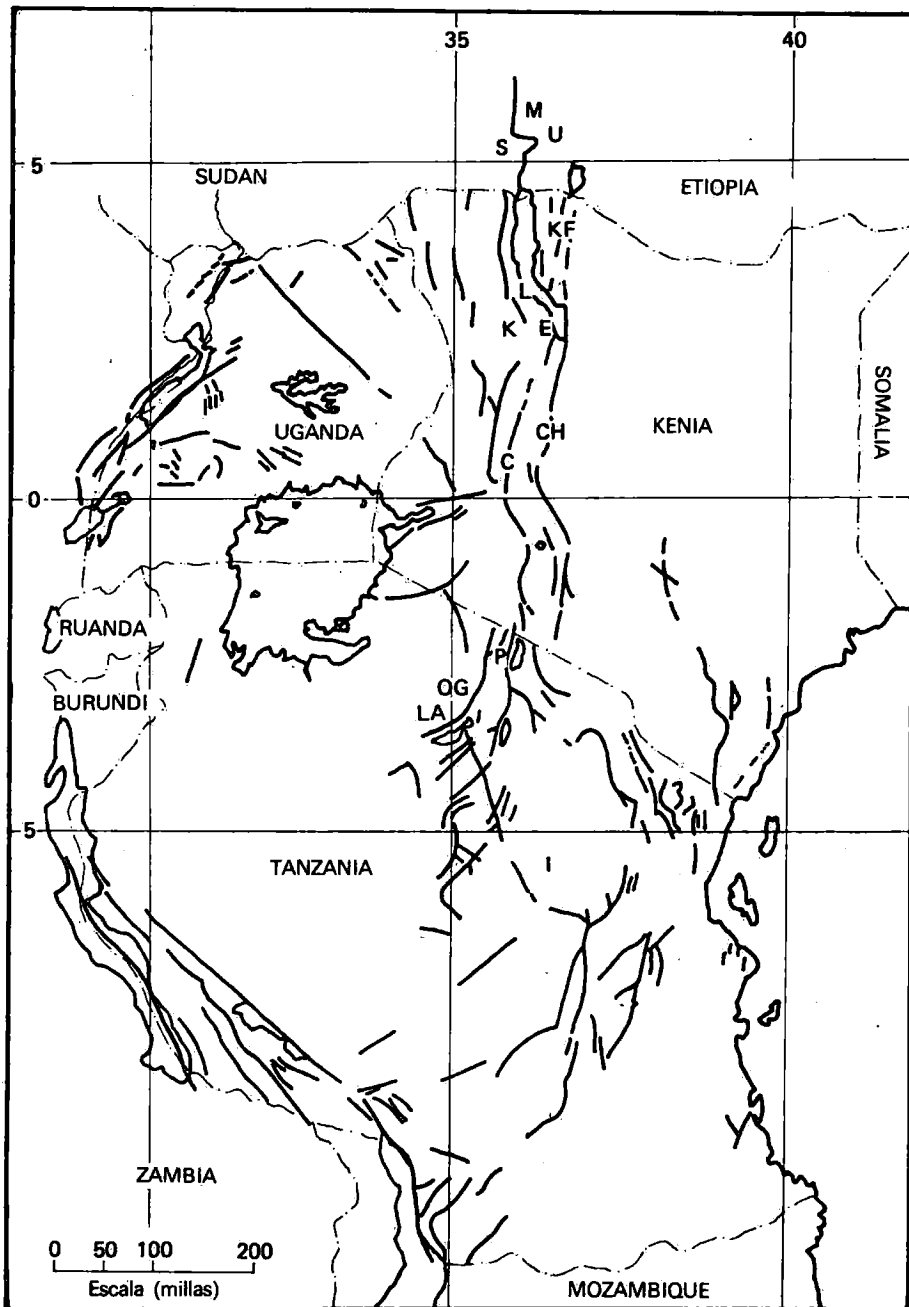 35 40
M
U
S
5
SUDAN
ETIOPIA
KF
L
K E
UGANDA
CH
KENIA
SOMALIA
C
0
RUANDA
P
OG
BURUNDI
LA
5
TANZANIA
I
ZAMBIA
0 50 100 200
Escala (millas)
MOZAMBIQUE